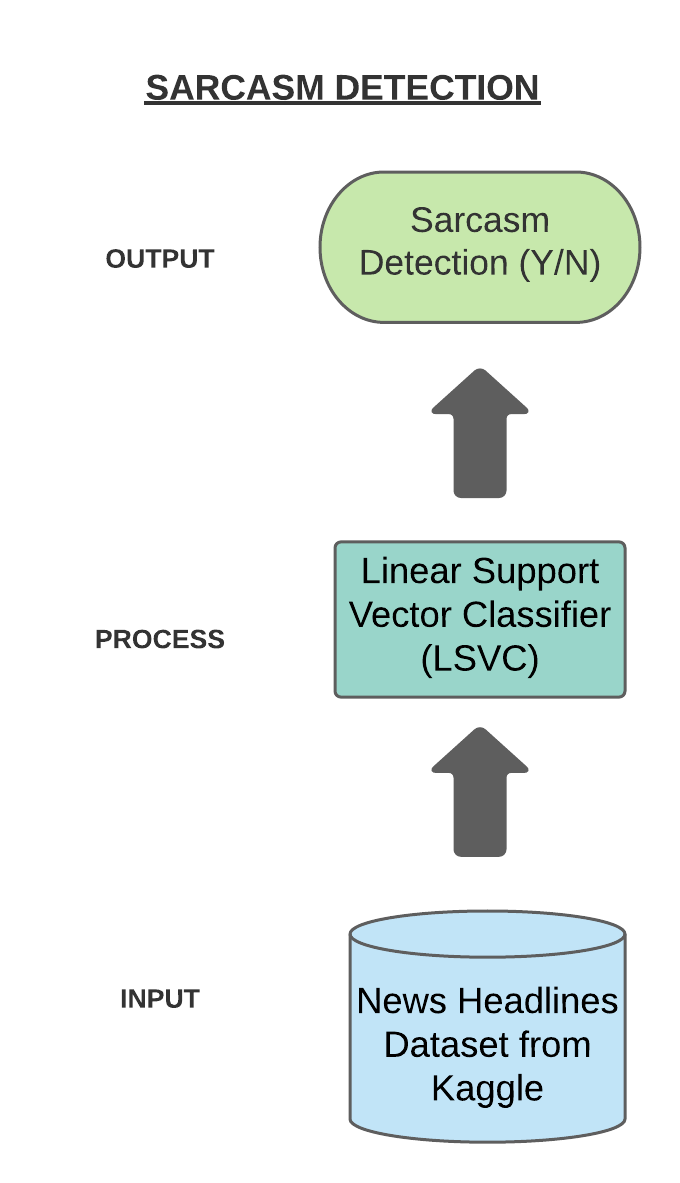 SARCASM DETECTION
OUTPUT
Sarcasm
Detection (Y/N)
PROCESS
Linear Support
Vector Classifier
(LSVC)
INPUT
News Headlines
Dataset from
Kaggle